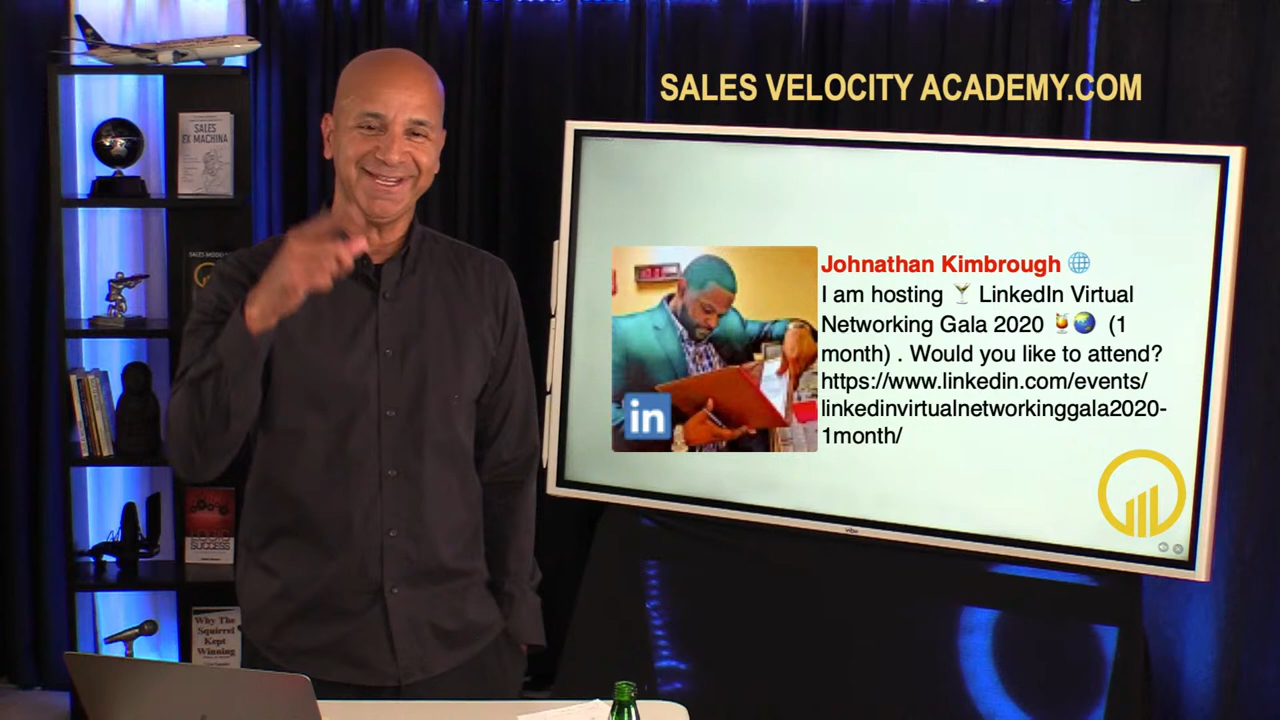 SALES VELOCITY ACADEMY.COM
SALES
EX MACHINA
Johnathan Kimbrough 🌐
I am hosting 🍸 LinkedIn Virtual
Networking Gala 2020 🍹🌏 (1
month) . Would you like to attend?
https://www.linkedin.com/events/
linkedinvirtualnetworkinggala2020-
1month/
in
SUCCESS
Why The
Squirrel
Kept
Winning